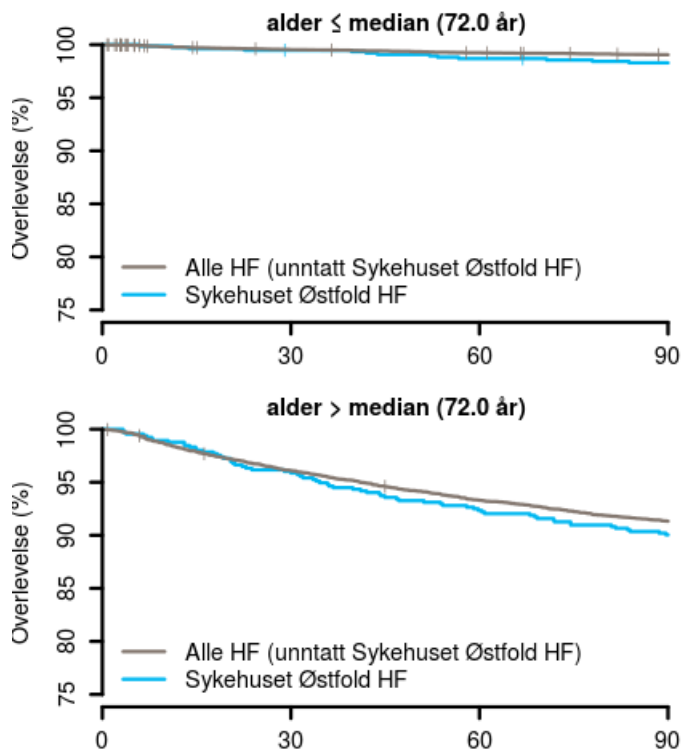 alder ≤ median (72.0 år)
Overlevelse (%)
100
95
90
85
80
75
Alle HF (unntatt Sykehuset Østfold HF)
Sykehuset Østfold HF
0 30 60 90
alder > median (72.0 år)
Overlevelse (%)
100
95
90
85
80
75
Alle HF (unntatt Sykehuset Østfold HF)
Sykehuset Østfold HF
0 30 60 90